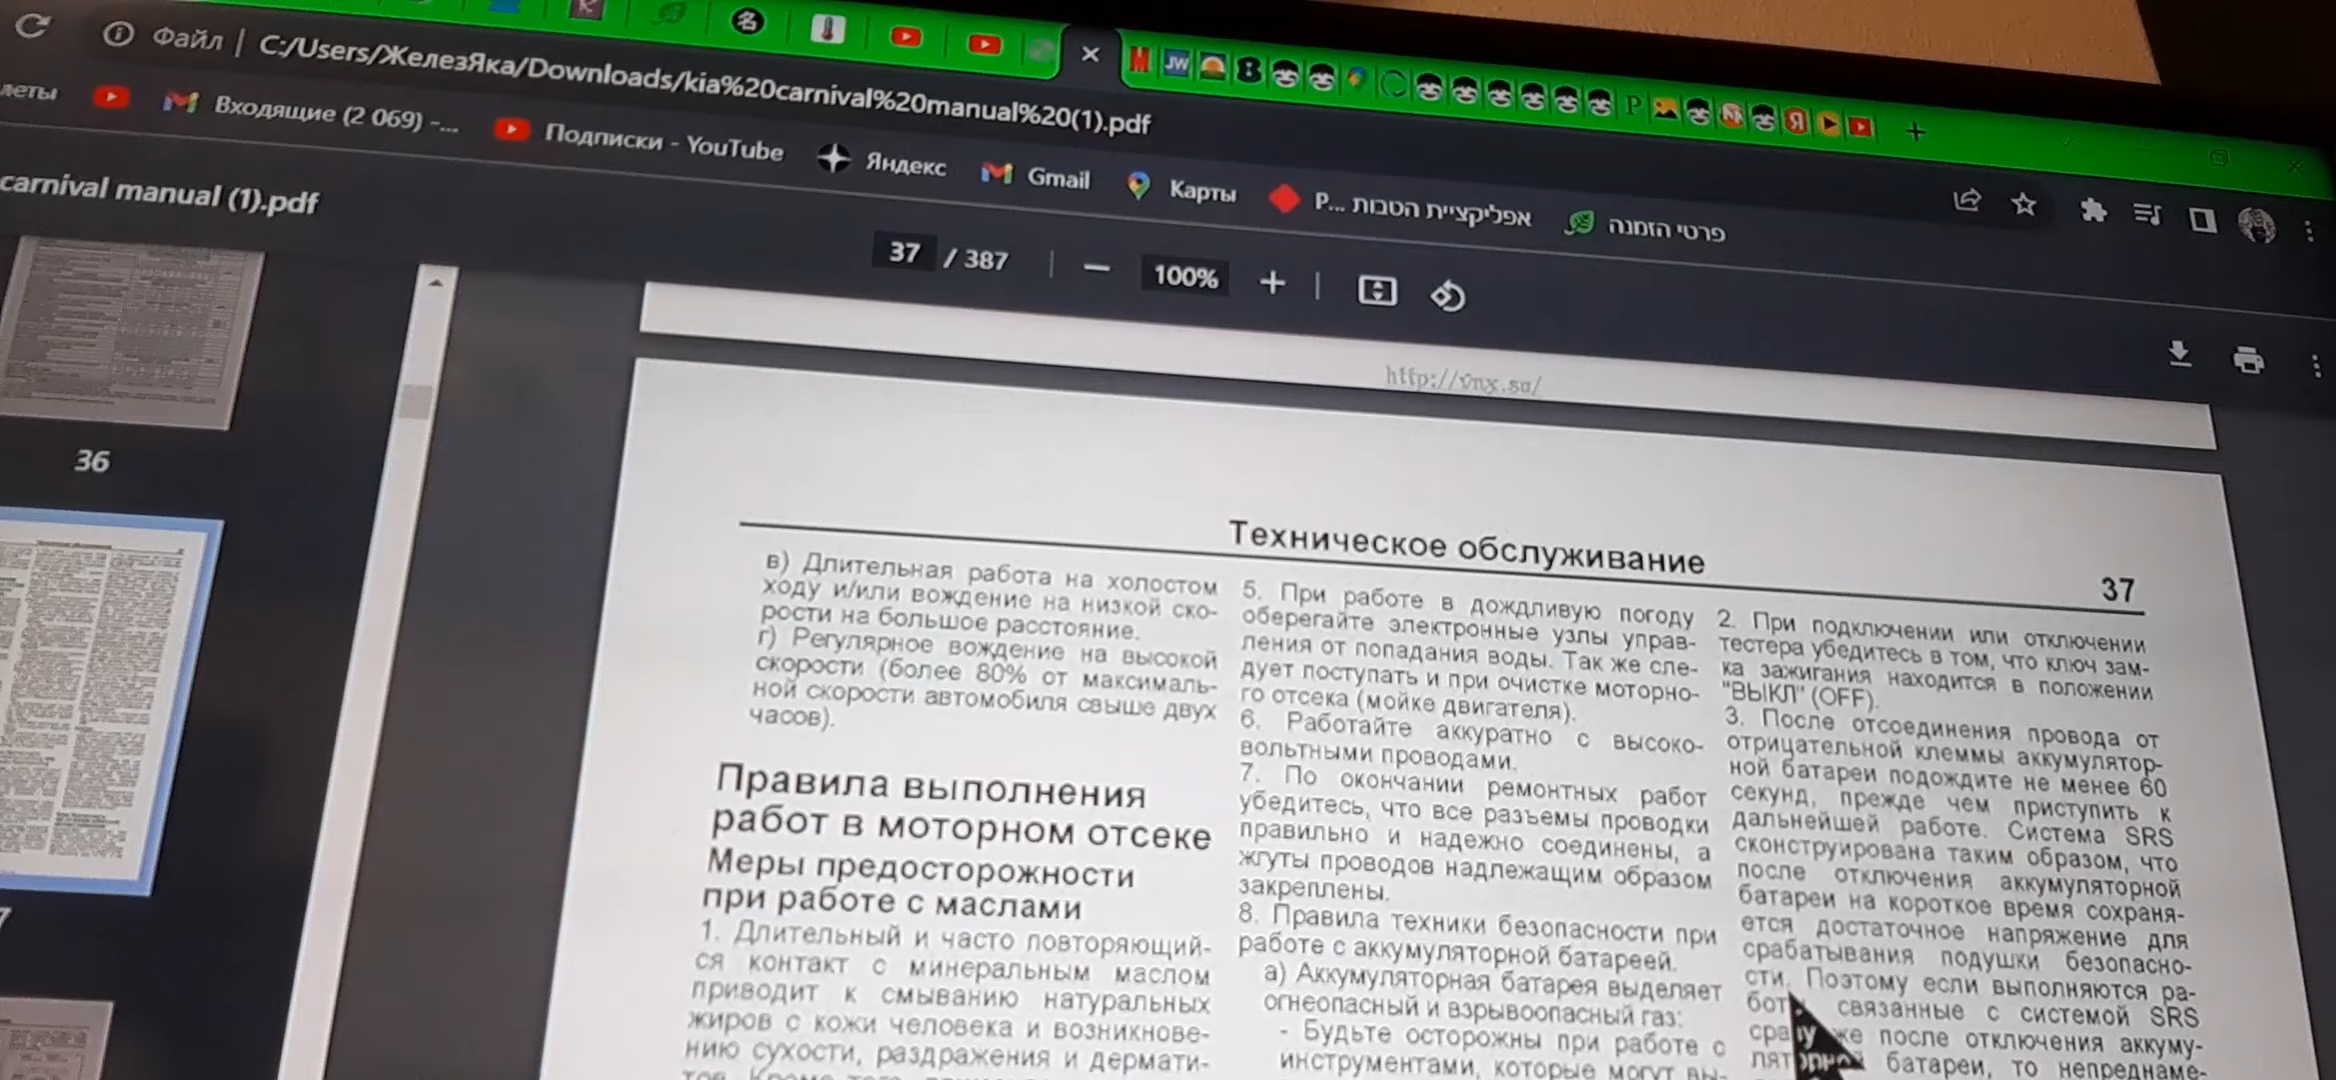 Файл | C:/Users/ЖелезЯка/Downloads/kia%20carnival%20manual%20(1).pdf
Входящие (2 069) -...
Подписки - YouTube
Яндекс
Gmail
Карты
P... אפליקציית הטבות
פרטי הזמנה
carnival manual (1).pdf
37 / 387
100%
36
http://vnx.su/
Техническое обслуживание
37
в) Длительная работа на холостом
ходу и/или вождение на низкой ско-
рости на большое расстояние.
г) Регулярное вождение на высокой
скорости (более 80% от максималь-
ной скорости автомобиля свыше двух
часов).
Правила выполнения
работ в моторном отсеке
Меры предосторожности
при работе с маслами
1. Длительный и часто повторяющий-
ся контакт с минеральным маслом
приводит к смыванию натуральных
жиров с кожи человека и возникнове-
нию сухости, раздражения и дермати-
5. При работе в дождливую погоду
оберегайте электронные узлы управ-
ления от попадания воды. Так же сле-
дует поступать и при очистке моторно-
го отсека (мойке двигателя).
6. Работайте аккуратно с высоко-
вольтными проводами.
7. По окончании ремонтных работ
убедитесь, что все разъемы проводки
правильно и надежно соединены, а
жгуты проводов надлежащим образом
закреплены.
8. Правила техники безопасности при
работе с аккумуляторной батареей.
а) Аккумуляторная батарея выделяет
огнеопасный и взрывоопасный газ:
- Будьте осторожны при работе с
инструментами, которые могут вы-
2. При подключении или отключении
тестера убедитесь в том, что ключ зам-
ка зажигания находится в положении
"ВЫКЛ" (OFF).
3. После отсоединения провода от
отрицательной клеммы аккумулятор-
ной батареи подождите не менее 60
секунд, прежде чем приступить к
дальнейшей работе. Система SRS
сконструирована таким образом, что
после отключения аккумуляторной
батареи на короткое время сохраня-
ется достаточное напряжение для
срабатывания подушки безопасно-
сти. Поэтому если выполняются ра-
бот связанные с системой SRS
сразу же после отключения аккуму-
ляторной батареи, то непреднаме-